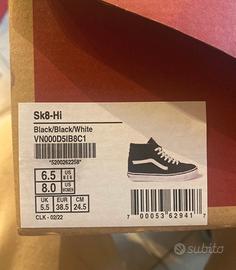 Sk8-Hi
Black/Black/White
VN000D5IB8C1
*5200262258*
6.5 US
8.0 US
UK EUR CM
5.5 38.5 24.5
CLK - 02/22
7 00053 62941 7
subito